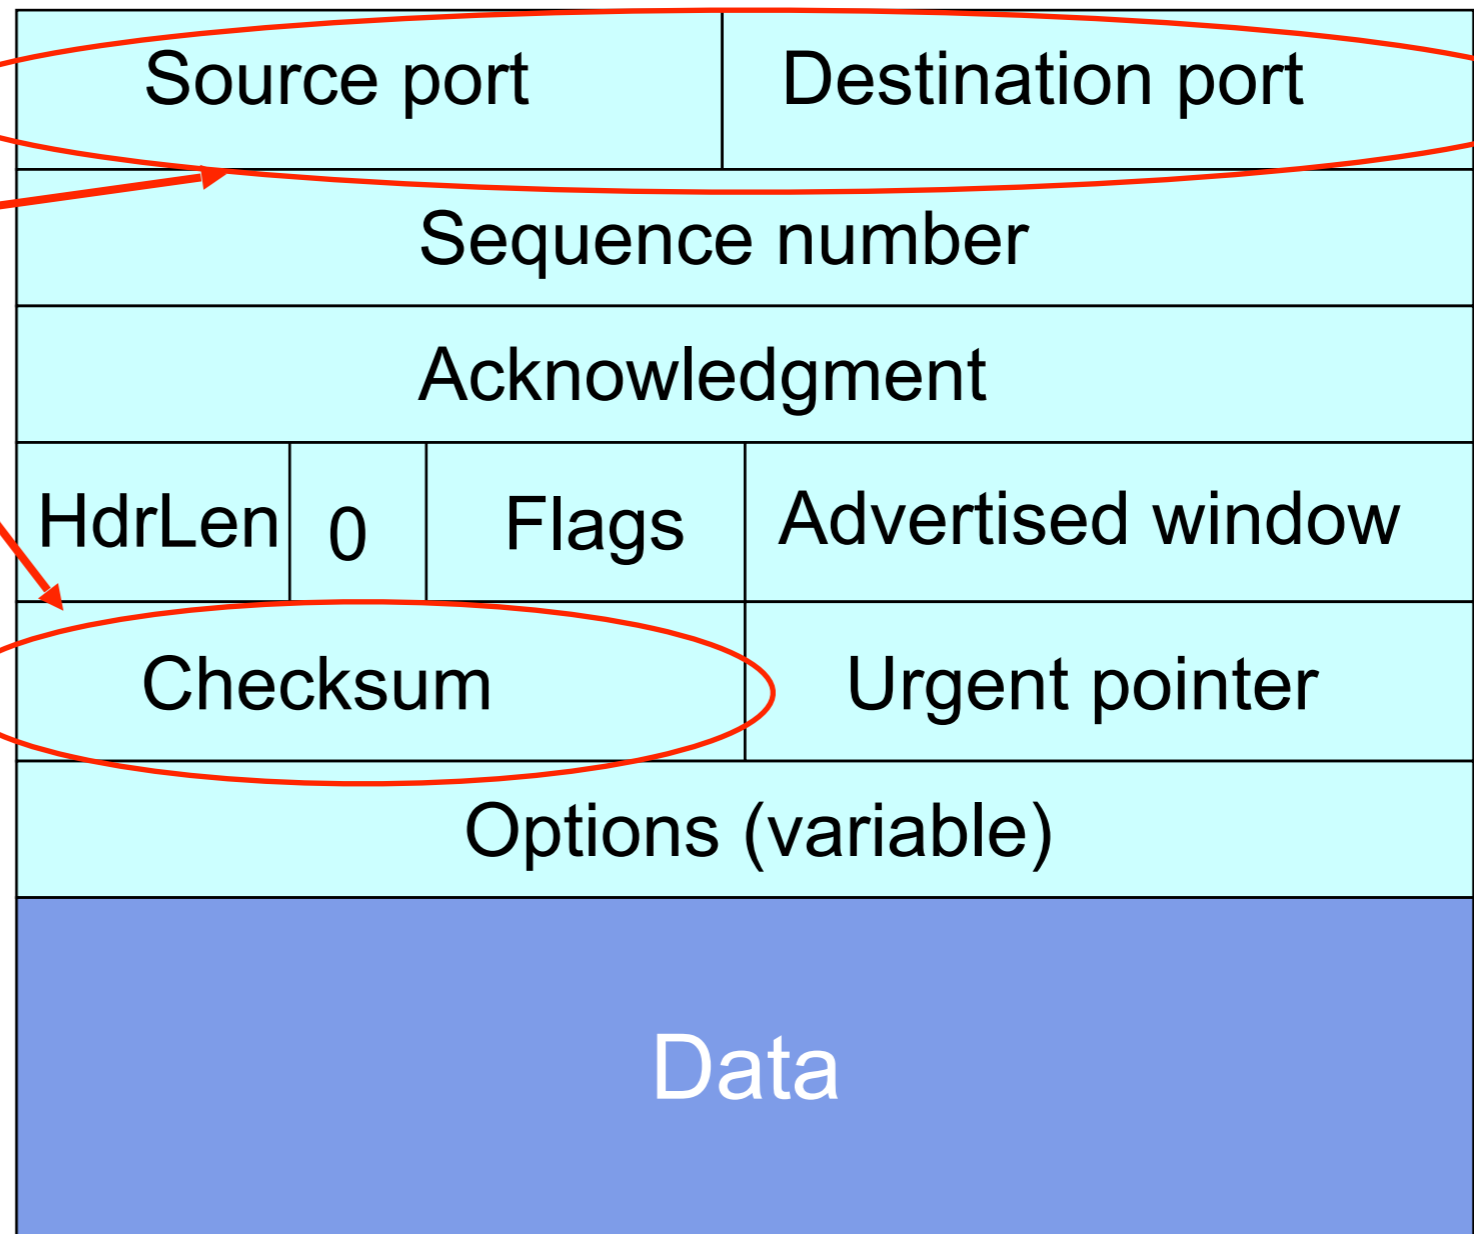 Source port Destination port
Sequence number
Acknowledgment
HdrLen 0 Flags Advertised window
Checksum Urgent pointer
Options (variable)
Data